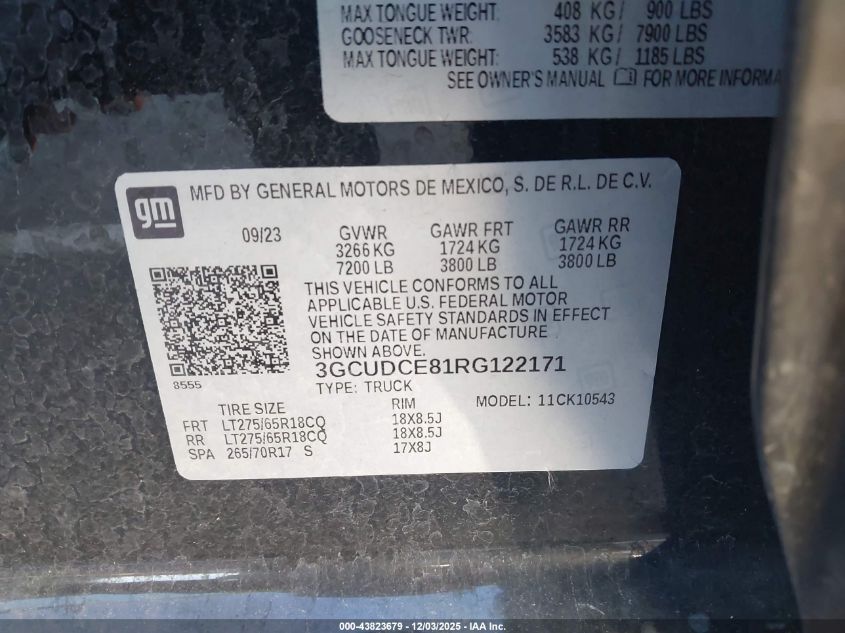 MAX TONGUE WEIGHT: 408 KG/ 900 LBS
GOOSENECK TWR: 3583 KG/ 7900 LBS
MAX TONGUE WEIGHT: 538 KG/ 1185 LBS
SEE OWNER'S MANUAL FOR MORE INFORMA
gm MFD BY GENERAL MOTORS DE MEXICO, S. DE R.L. DE C.V.
09/23 GVWR GAWR FRT GAWR RR
3266 KG 1724 KG 1724 KG
7200 LB 3800 LB 3800 LB
THIS VEHICLE CONFORMS TO ALL
APPLICABLE U.S. FEDERAL MOTOR
VEHICLE SAFETY STANDARDS IN EFFECT
ON THE DATE OF MANUFACTURE
SHOWN ABOVE.
3GCUDCE81RG122171
8555 TYPE: TRUCK
TIRE SIZE RIM MODEL: 11CK10543
FRT LT275/65R18CQ 18X8.5J
RR LT275/65R18CQ 18X8.5J
SPA 265/70R17 S 17X8J
000-43823679 - 12/03/2025 - IAA Inc.